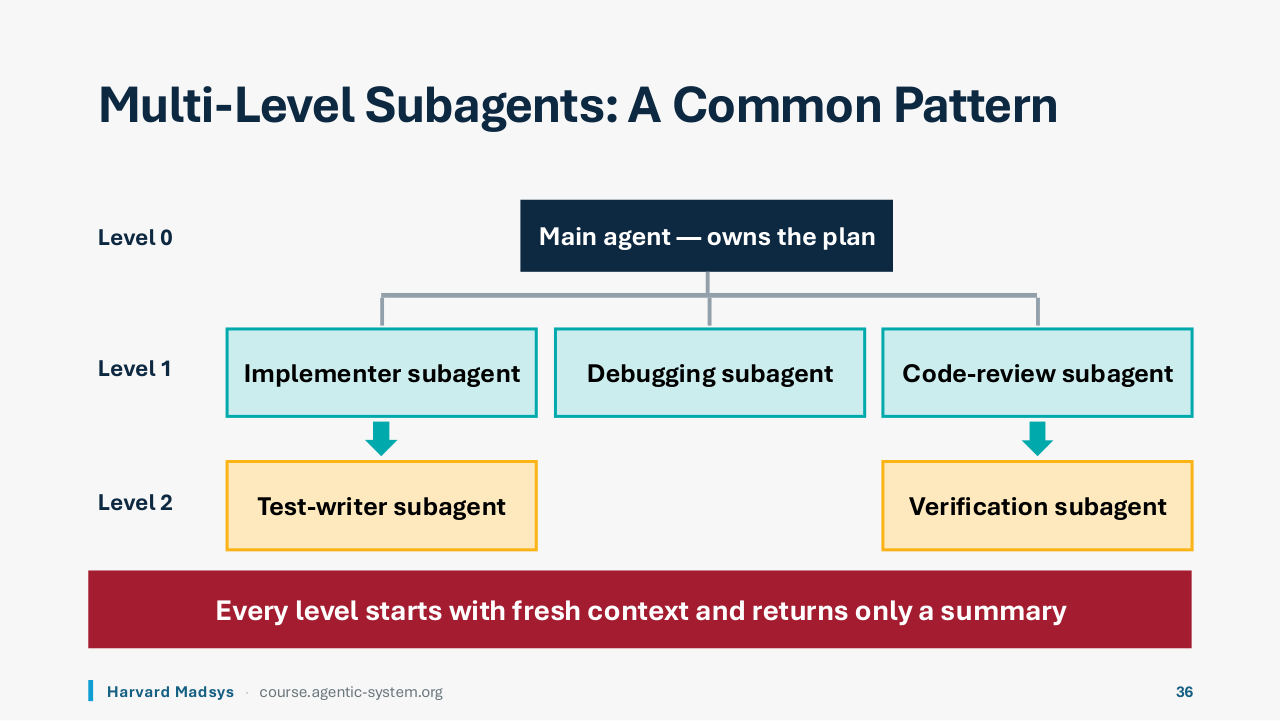 Multi-Level Subagents: A Common Pattern
Level 0
Main agent — owns the plan
Level 1
Implementer subagent
Debugging subagent
Code-review subagent
Level 2
Test-writer subagent
Verification subagent
Every level starts with fresh context and returns only a summary
Harvard Madsys · course.agentic-system.org
36